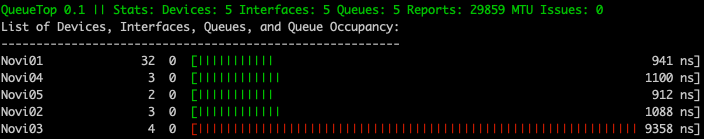 QueueTop 0.1 || Stats: Devices: 5 Interfaces: 5 Queues: 5 Reports: 29859 MTU Issues: 0
List of Devices, Interfaces, Queues, and Queue Occupancy:
---------------------------------------------------------
Novi01 32 0 [||||||||||| 941 ns]
Novi04 3 0 [|||||||||||| 1100 ns]
Novi05 2 0 [||||||||||| 912 ns]
Novi02 3 0 [|||||||||||| 1088 ns]
Novi03 4 0 [||||||||||||||||||||||||||||||||||||||||||||||||||||||||||||||| 9358 ns]